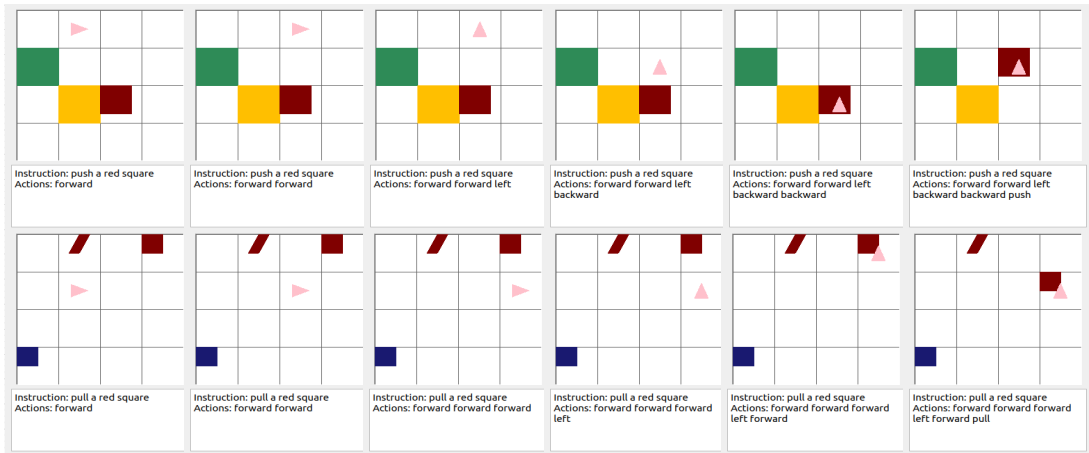 Instruction: push a red square
Actions: forward
Instruction: push a red square
Actions: forward forward
Instruction: push a red square
Actions: forward forward left
Instruction: push a red square
Actions: forward forward left
backward
Instruction: push a red square
Actions: forward forward left
backward backward
Instruction: push a red square
Actions: forward forward left
backward backward push
Instruction: pull a red square
Actions: forward
Instruction: pull a red square
Actions: forward forward
Instruction: pull a red square
Actions: forward forward forward
Instruction: pull a red square
Actions: forward forward forward
left
Instruction: pull a red square
Actions: forward forward forward
left forward
Instruction: pull a red square
Actions: forward forward forward
left forward pull